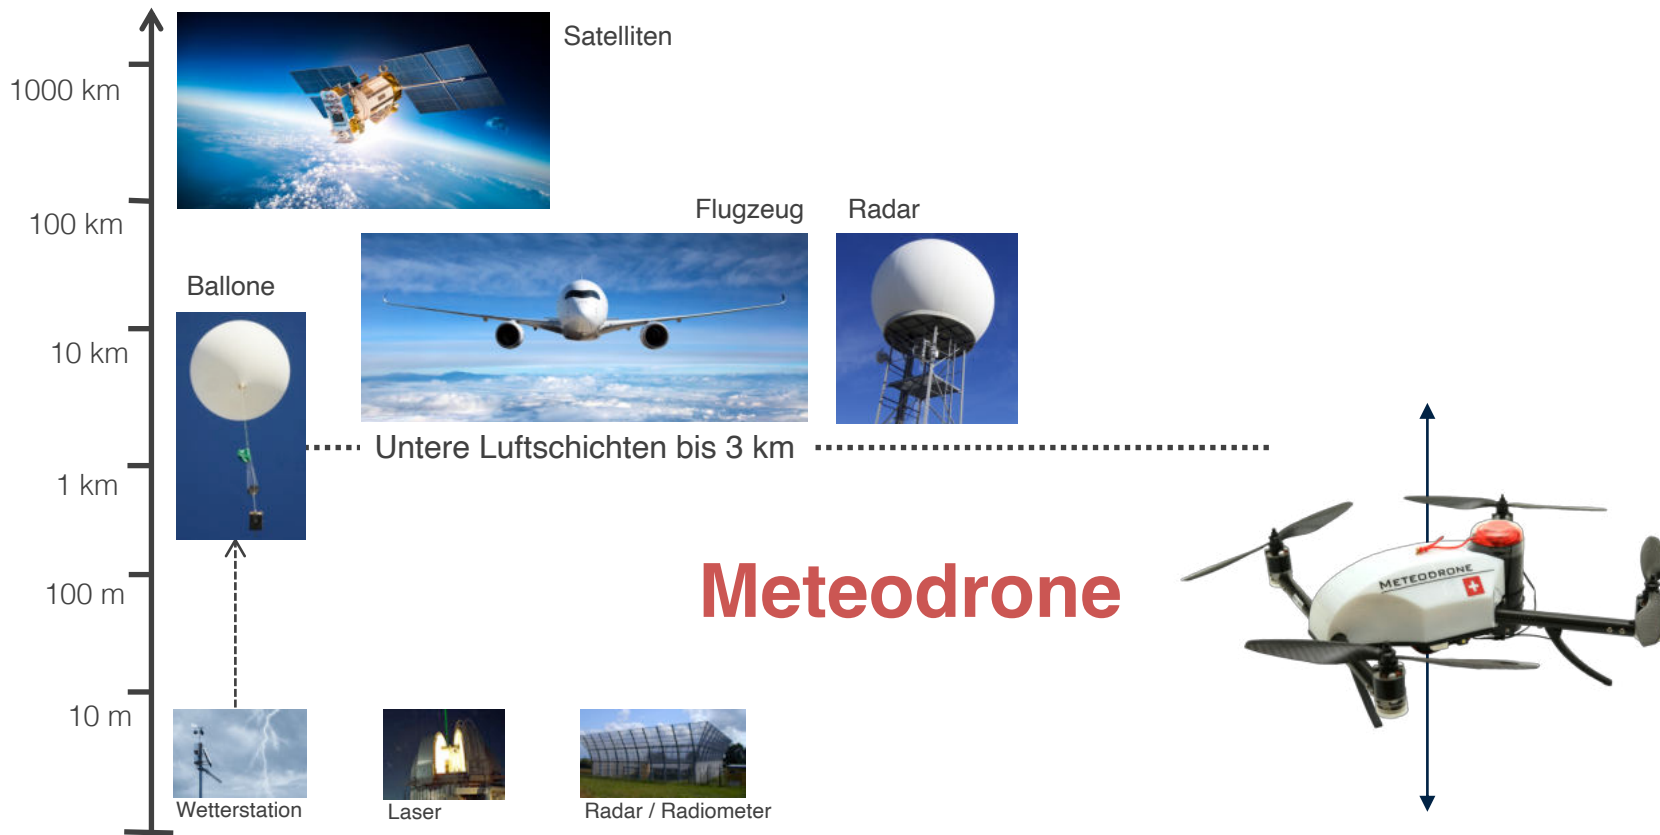 Satelliten
1000 km
100 km
Flugzeug
Radar
Ballone
10 km
Untere Luftschichten bis 3 km
1 km
Meteodrone
METEODRONE
100 m
10 m
Wetterstation
Laser
Radar / Radiometer